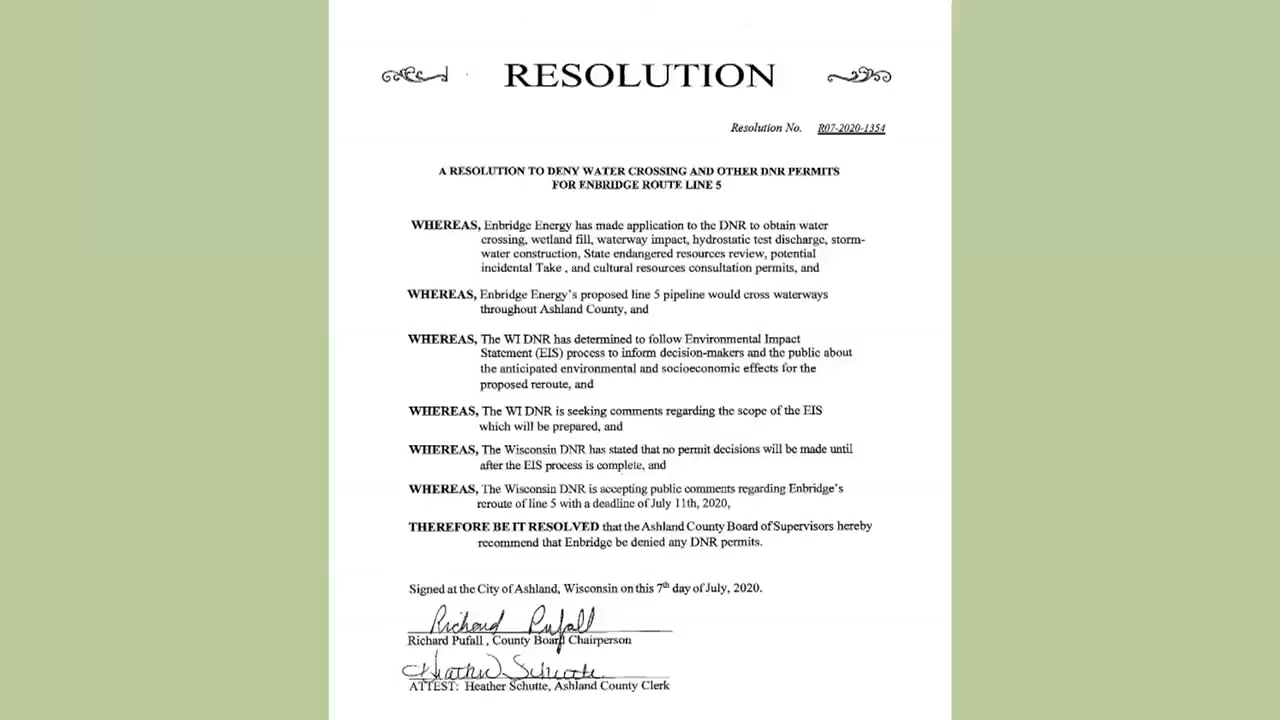 RESOLUTION
Resolution No. R07-2020-1354
A RESOLUTION TO DENY WATER CROSSING AND OTHER DNR PERMITS
FOR ENBRIDGE ROUTE LINE 5
WHEREAS, Enbridge Energy has made application to the DNR to obtain water
crossing, wetland fill, waterway impact, hydrostatic test discharge, storm-
water construction, State endangered resources review, potential
incidental Take , and cultural resources consultation permits, and
WHEREAS, Enbridge Energy's proposed line 5 pipeline would cross waterways
throughout Ashland County, and
WHEREAS, The WI DNR has determined to follow Environmental Impact
Statement (EIS) process to inform decision-makers and the public about
the anticipated environmental and socioeconomic effects for the
proposed reroute, and
WHEREAS, The WI DNR is seeking comments regarding the scope of the EIS
which will be prepared, and
WHEREAS, The Wisconsin DNR has stated that no permit decisions will be made until
after the EIS process is complete, and
WHEREAS, The Wisconsin DNR is accepting public comments regarding Enbridge's
reroute of line 5 with a deadline of July 11th, 2020,
THEREFORE BE IT RESOLVED that the Ashland County Board of Supervisors hereby
recommend that Enbridge be denied any DNR permits.
Signed at the City of Ashland, Wisconsin on this 7th day of July, 2020.
Richard Pufall
Richard Pufall , County Board Chairperson
Heather Schutte
ATTEST: Heather Schutte, Ashland County Clerk